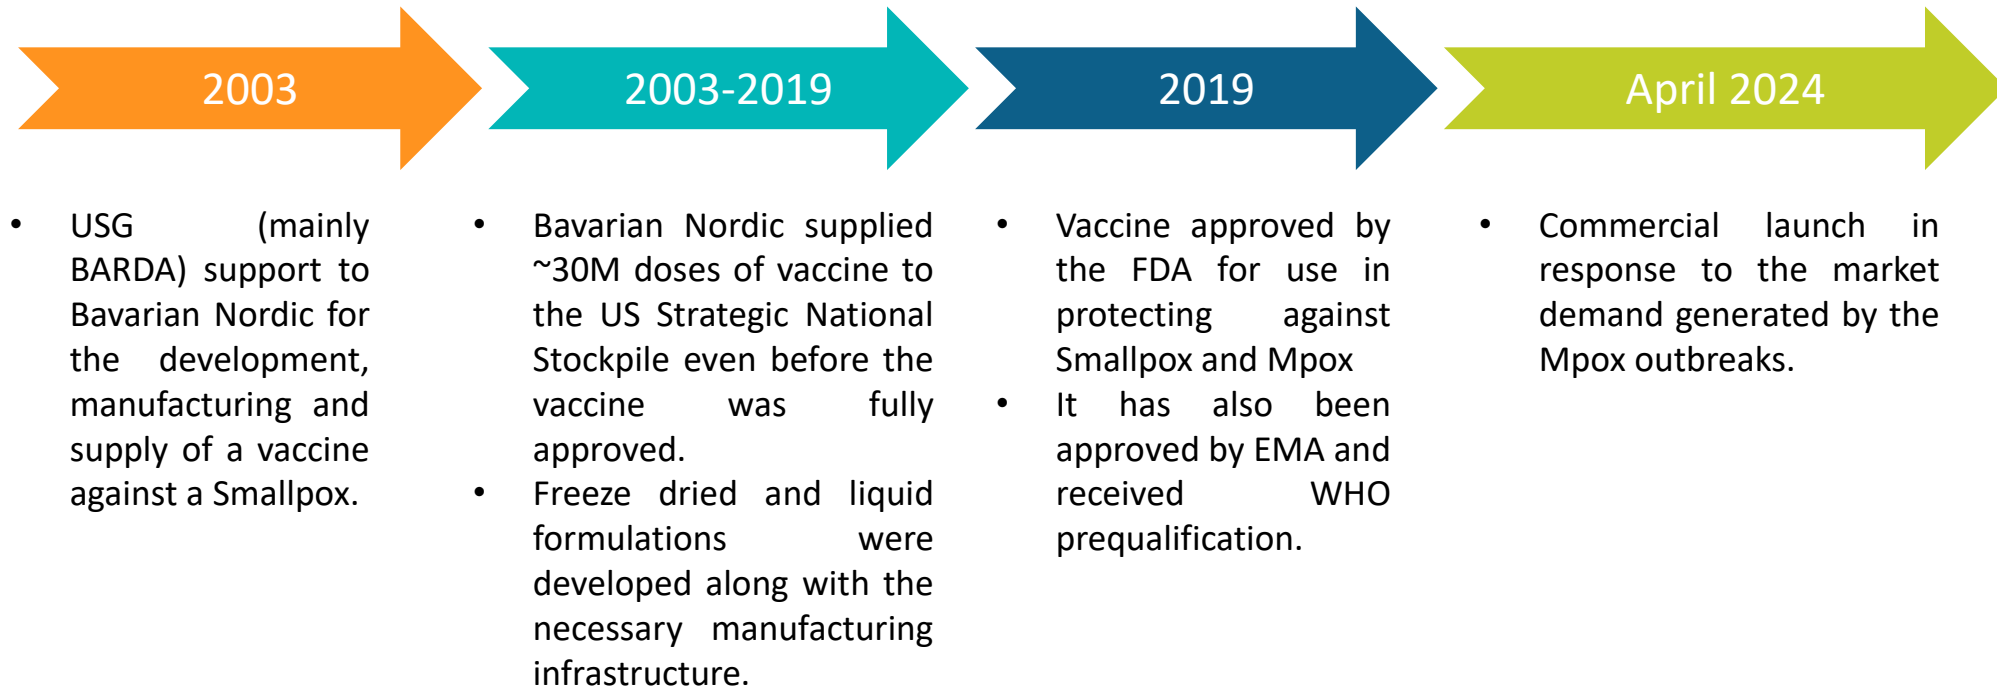 2003
2003-2019
2019
April 2024
• USG (mainly
BARDA) support to
Bavarian Nordic for
the development,
manufacturing and
supply of a vaccine
against a Smallpox.
• Bavarian Nordic supplied
~30M doses of vaccine to
the US Strategic National
Stockpile even before the
vaccine was fully
approved.
• Freeze dried and liquid
formulations were
developed along with the
necessary manufacturing
infrastructure.
• Vaccine approved by
the FDA for use in
protecting against
Smallpox and Mpox
• It has also been
approved by EMA and
received WHO
prequalification.
• Commercial launch in
response to the market
demand generated by the
Mpox outbreaks.